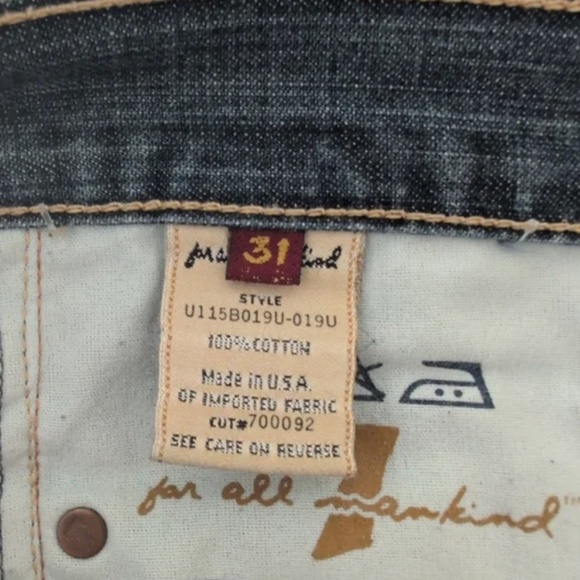 31
STYLE
U115B019U-019U
100% COTTON
Made in U.S.A.
OF IMPORTED FABRIC
CUT#700092
SEE CARE ON REVERSE
for all mankind